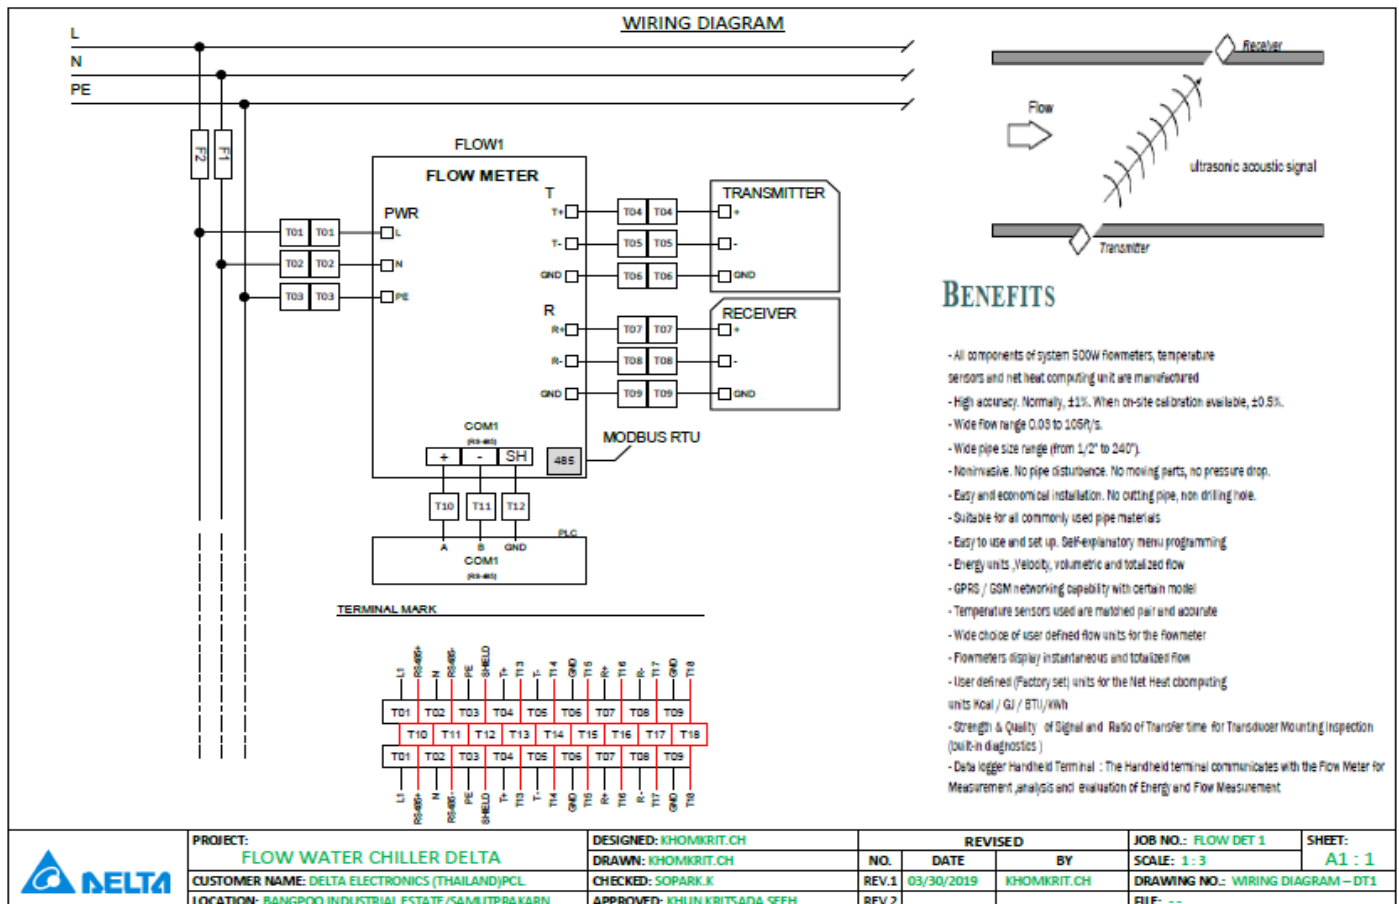 WIRING DIAGRAM
L
N
PE
F2
F1
FLOW1
FLOW METER
PWR
L
N
PE
T01 T01
T02 T02
T03 T03
T
T+
T-
GND
R
R+
R-
GND
T04 T04
T05 T05
T06 T06
T07 T07
T08 T08
T09 T09
TRANSMITTER
+
-
GND
RECEIVER
+
-
GND
COM1
(RS-485)
+ - SH
485
MODBUS RTU
T10 T11 T12
PLC
A B GND
COM1
(RS-485)
TERMINAL MARK
L1 RS485+ N RS485- PE SHIELD T+ T13 T- T14 GND T15 R+ T16 R- T17 GND T18
T01 T02 T03 T04 T05 T06 T07 T08 T09
T10 T11 T12 T13 T14 T15 T16 T17 T18
T01 T02 T03 T04 T05 T06 T07 T08 T09
L1 RS485+ N RS485- PE SHIELD T+ T13 T- T14 GND T15 R+ T16 R- T17 GND T18
Receiver
Flow
ultrasonic acoustic signal
Transmitter
BENEFITS
- All components of system 500W flowmeters, temperature
sensors and net heat computing unit are manufactured
- High accuracy. Normally, ±1%. When on-site calibration available, ±0.5%.
- Wide flow range 0.03 to 105ft/s.
- Wide pipe size range (from 1/2" to 240").
- Noninvasive. No pipe disturbance. No moving parts, no pressure drop.
- Easy and economical installation. No cutting pipe, non drilling hole.
- Suitable for all commonly used pipe materials
- Easy to use and set up. Self-explanatory menu programming
- Energy units ,Velocity, volumetric and totalized flow
- GPRS / GSM networking capability with certain model
- Temperature sensors used are matched pair and accurate
- Wide choice of user defined flow units for the flowmeter
- Flowmeters display instantaneous and totalized flow
- User defined (Factory set) units for the Net Heat cboomputing
units Kcal / GJ / BTU/kWh
- Strength & Quality of Signal and Ratio of Transfer time for Transducer Mounting Inspection
(built-in diagnostics )
- Data logger Handheld Terminal : The Handheld terminal communicates with the Flow Meter for
Measurement ,analysis and evaluation of Energy and Flow Measurement
DELTA
PROJECT:
FLOW WATER CHILLER DELTA
CUSTOMER NAME: DELTA ELECTRONICS (THAILAND)PCL
LOCATION: BANGPOO INDUSTRIAL ESTATE/SAMUTPRAKARN
DESIGNED: KHOMKRIT.CH
DRAWN: KHOMKRIT.CH
CHECKED: SOPARK.K
APPROVED: KHUN KRITSADA SEEH
REVISED
NO. DATE BY
REV.1 03/30/2019 KHOMKRIT.CH
REV.2
JOB NO.: FLOW DET 1
SCALE: 1 : 3
SHEET:
A1 : 1
DRAWING NO.: WIRING DIAGRAM – DT1
FILE: - -